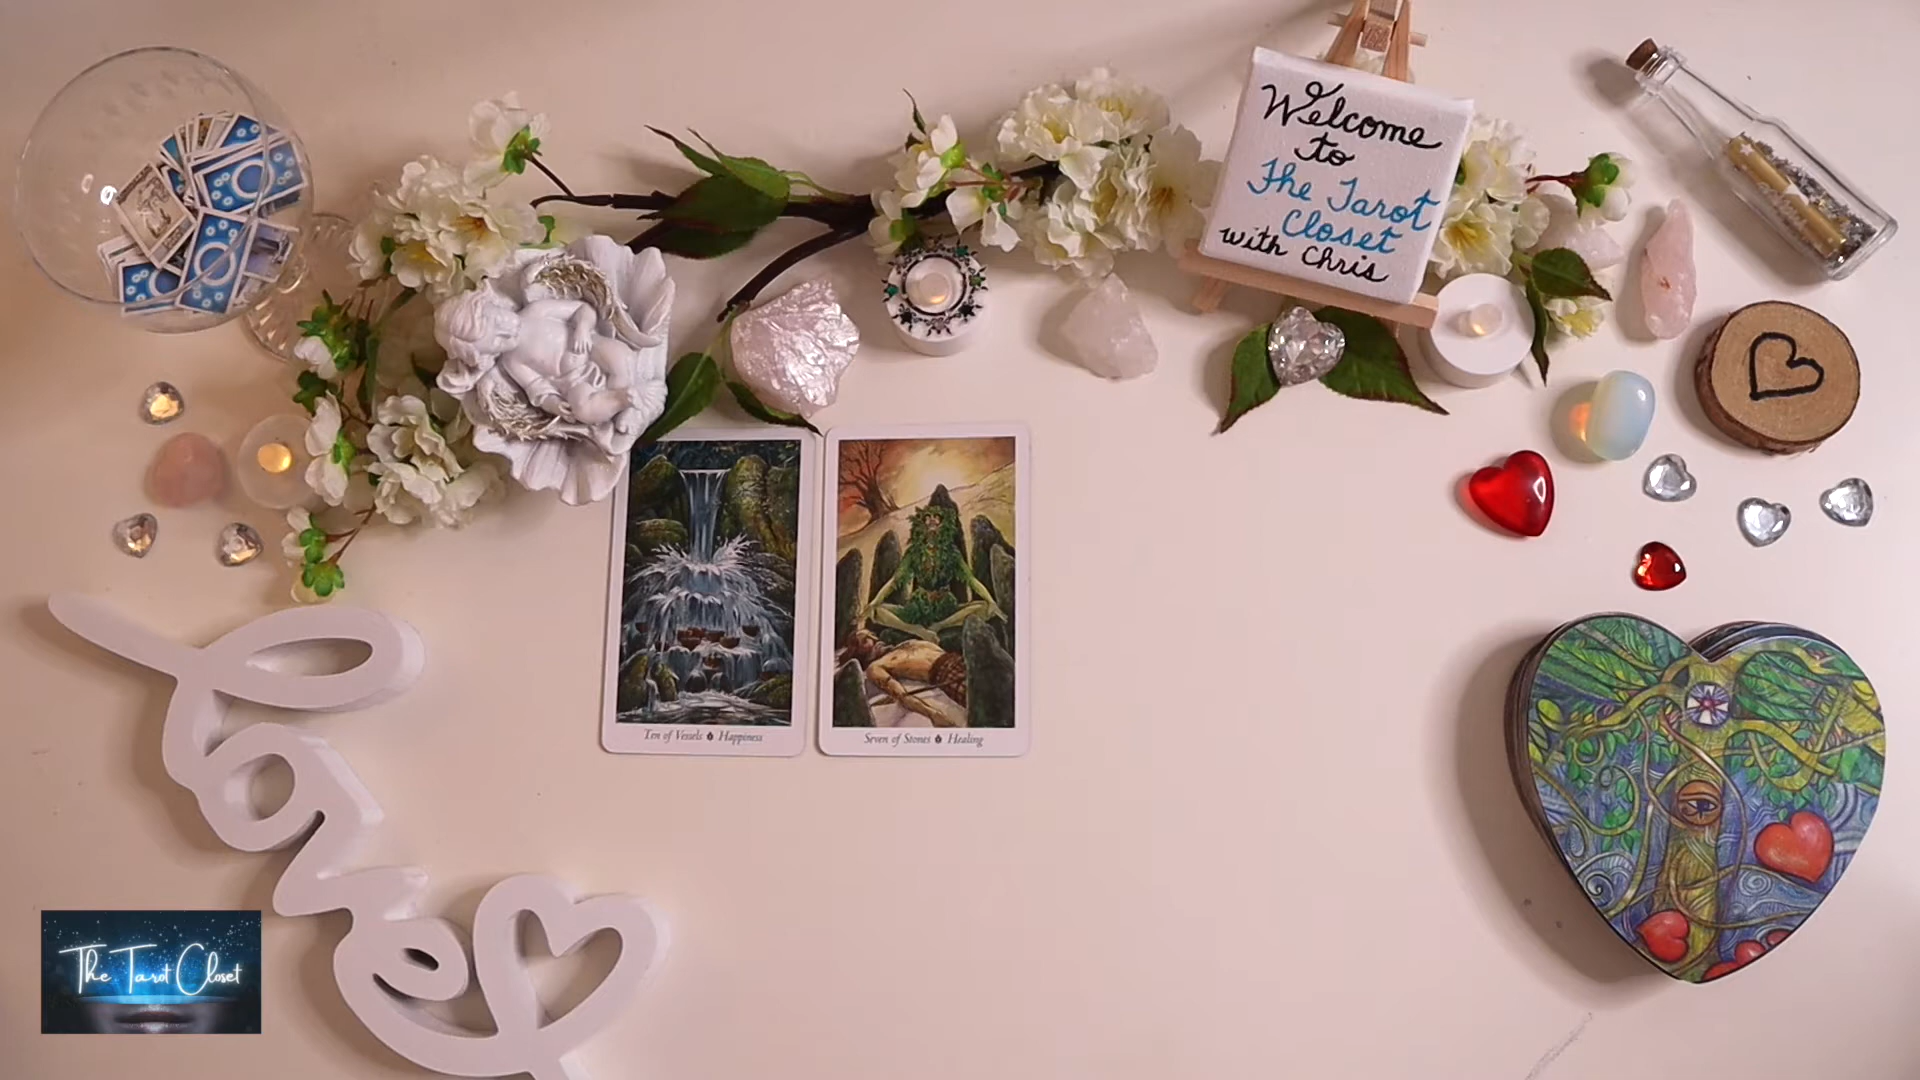 Welcome
to
The Tarot
Closet
with Chris
Ten of Vessels Happiness
Seven of Stones Healing
love
The Tarot Closet